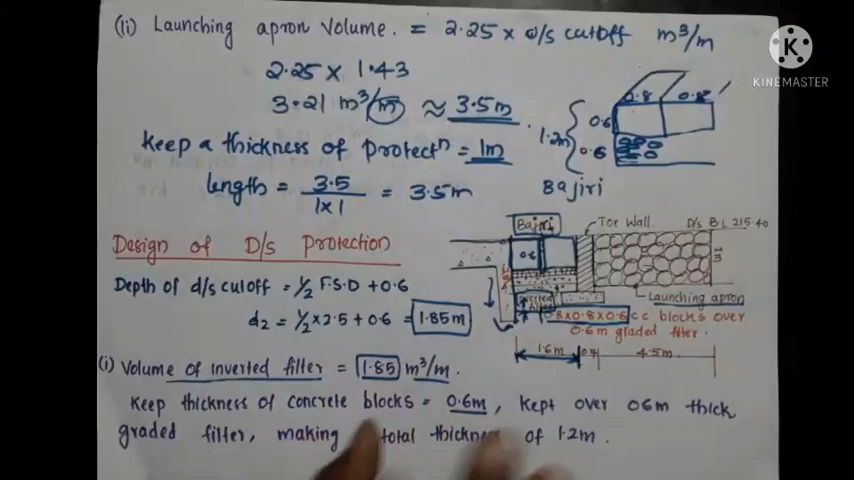 (ii) Launching apron Volume. = 2.25 x u/s cutoff m³/m
2.25 x 1.43
3.21 m³/m ≈ 3.5m
Keep a thickness of Protectⁿ = 1m
length = 3.5 / 1x1 = 3.5m
0.8 0.8
1.2m
0.6
0.6
Bajiri
K
KINEMASTER
Design of D/s Protection
Depth of d/s cutoff = 1/2 F.S.D + 0.6
d2 = 1/2 x 2.5 + 0.6 = 1.85m
Bajiri
Toe Wall
D/s B.L 215.40
0.6
1m
Launching apron
0.8x0.8x0.6 c c blocks over
0.6m graded filter.
1.6m
4.5m
(i) Volume of inverted filter = 1.85 m³/m.
Keep thickness of concrete blocks = 0.6m, kept over 06m thick
graded filter, making total thickness of 1.2m.